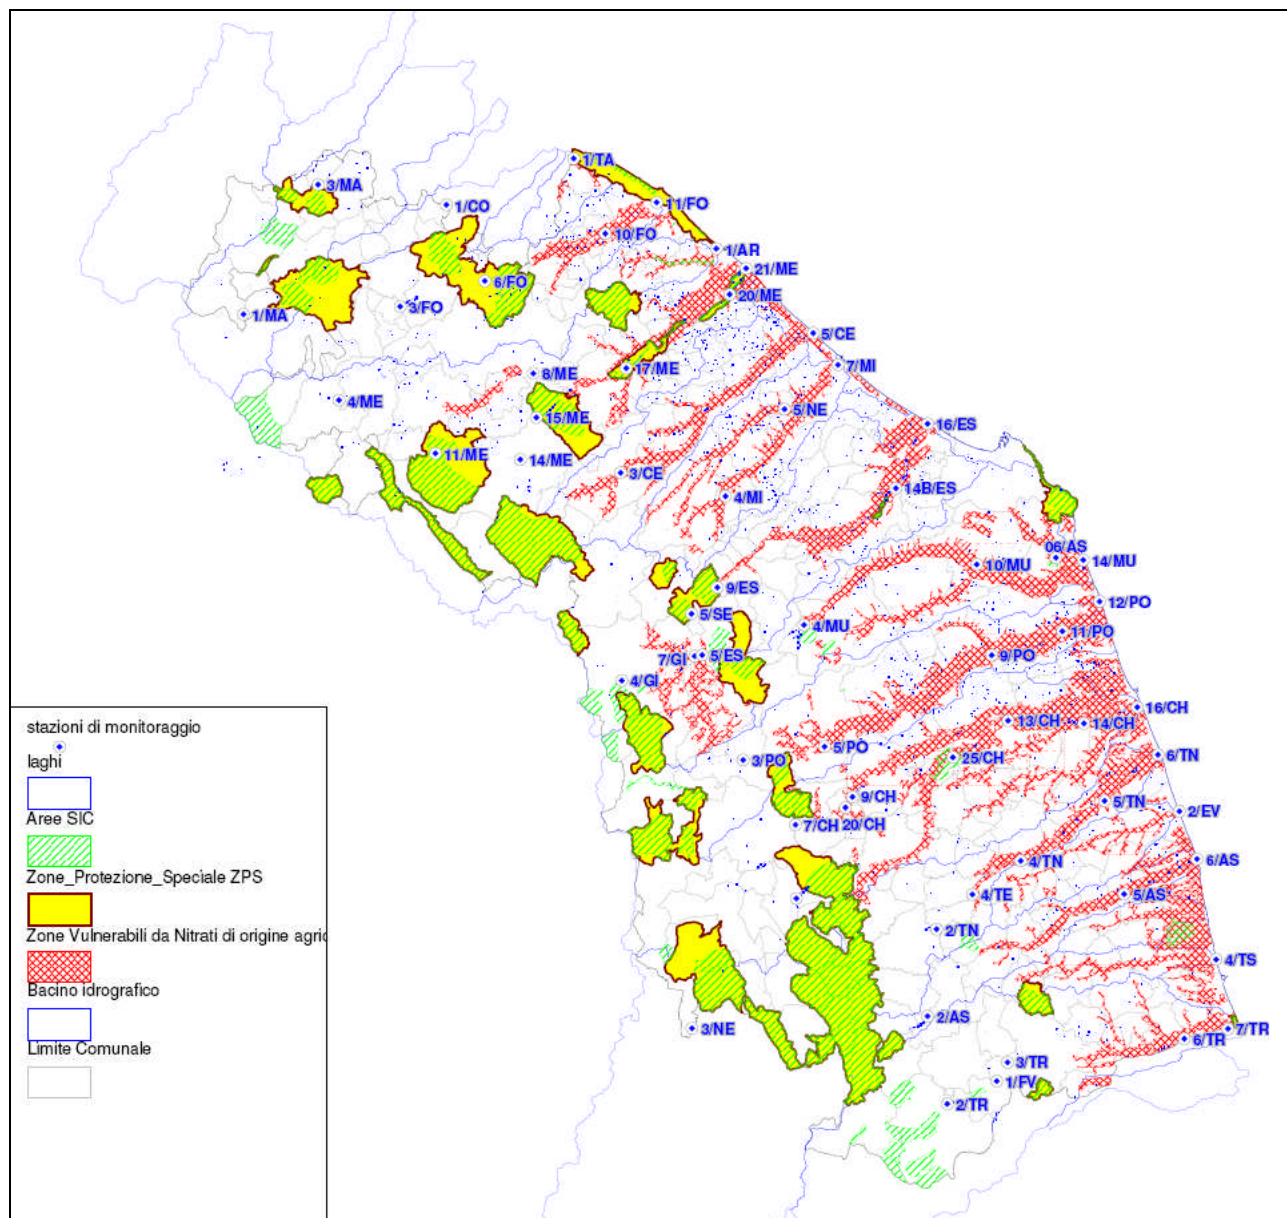 1/TA
3/MA
11/FO
1/CO
10/FO
1/AR
21/ME
6/FO
20/ME
3/FO
1/MA
5/CE
7/MI
17/ME
8/ME
4/ME
5/NE
15/ME
16/ES
11/ME
14/ME
3/CE
14B/ES
4/MI
06/AS
14/MU
10/MU
9/ES
12/PO
5/SE
4/MU
11/PO
7/GI
5/ES
9/PO
4/GI
16/CH
13/CH
14/CH
5/PO
6/TN
3/PO
25/CH
9/CH
5/TN
20/CH
2/EV
7/CH
4/TN
6/AS
4/TE
5/AS
2/TN
4/TS
2/AS
3/NE
7/TR
6/TR
3/TR
1/FV
2/TR
stazioni di monitoraggio
laghi
Aree SIC
Zone_Protezione_Speciale ZPS
Zone Vulnerabili da Nitrati di origine agric
Bacino Idrografico
Limite Comunale